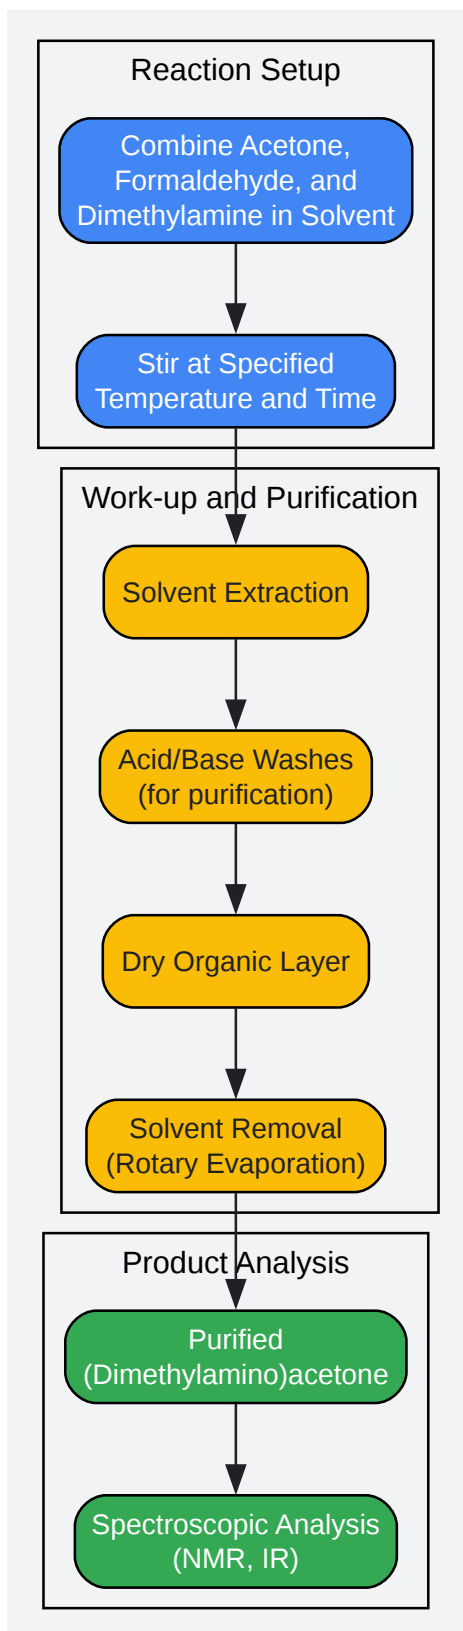 Reaction Setup
Combine Acetone,
Formaldehyde, and
Dimethylamine in Solvent
Stir at Specified
Temperature and Time
Work-up and Purification
Solvent Extraction
Acid/Base Washes
(for purification)
Dry Organic Layer
Solvent Removal
(Rotary Evaporation)
Product Analysis
Purified
(Dimethylamino)acetone
Spectroscopic Analysis
(NMR, IR)